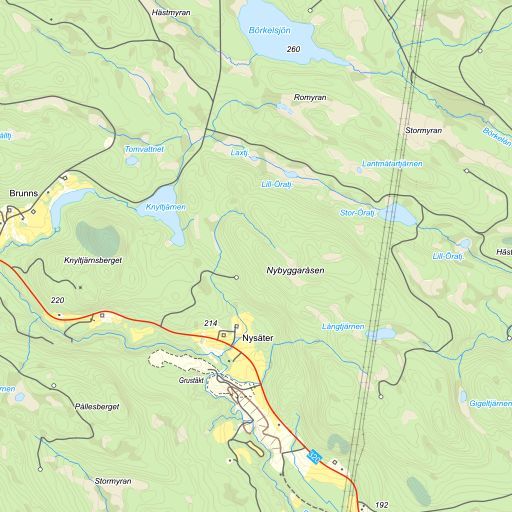 Hästmyran
Börkelsjön
260
Romyran
Stormyran
Tomvattnet
Laxtj.
Lantmätartjärnen
Lill-Öratj.
Brunns
Knyltjärnen
Stor-Öratj.
Knyltjärnsberget
Nybyggaråsen
Lill-Öratj.
220
214
Nysäter
Långtjärnen
Grustäkt
Pållesberget
Gigeltjärnen
Stormyran
192